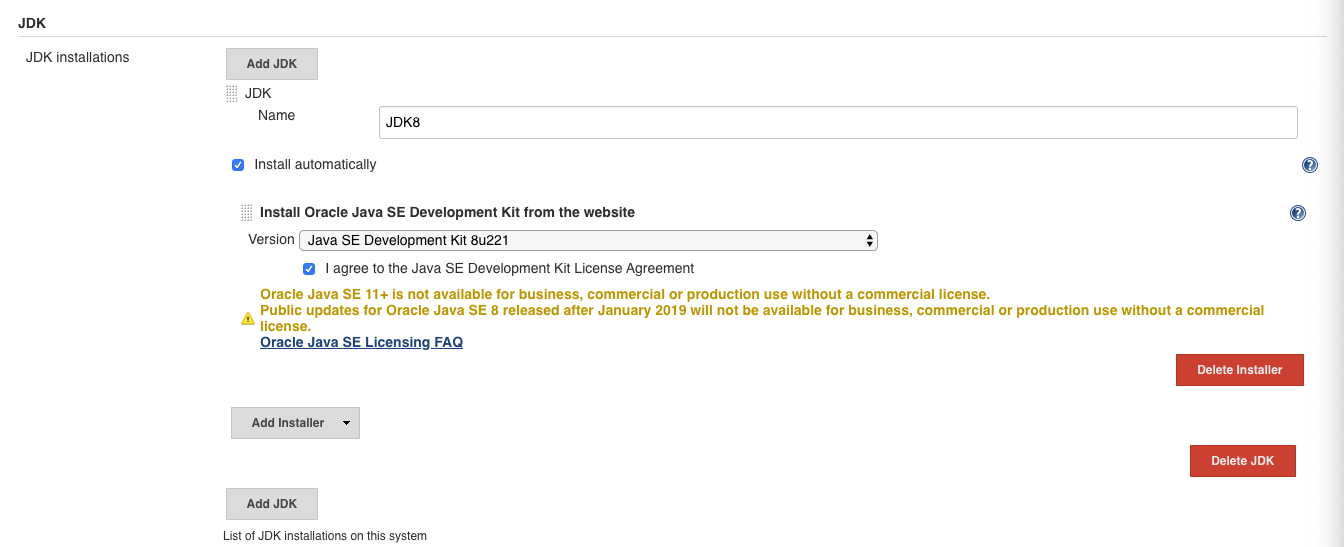 JDK
JDK installations
Add JDK
JDK
Name
JDK8
Install automatically
Install Oracle Java SE Development Kit from the website
Version
Java SE Development Kit 8u221
I agree to the Java SE Development Kit License Agreement
Oracle Java SE 11+ is not available for business, commercial or production use without a commercial license.
Public updates for Oracle Java SE 8 released after January 2019 will not be available for business, commercial or production use without a commercial
license.
Oracle Java SE Licensing FAQ
Delete Installer
Add Installer
Delete JDK
Add JDK
List of JDK installations on this system